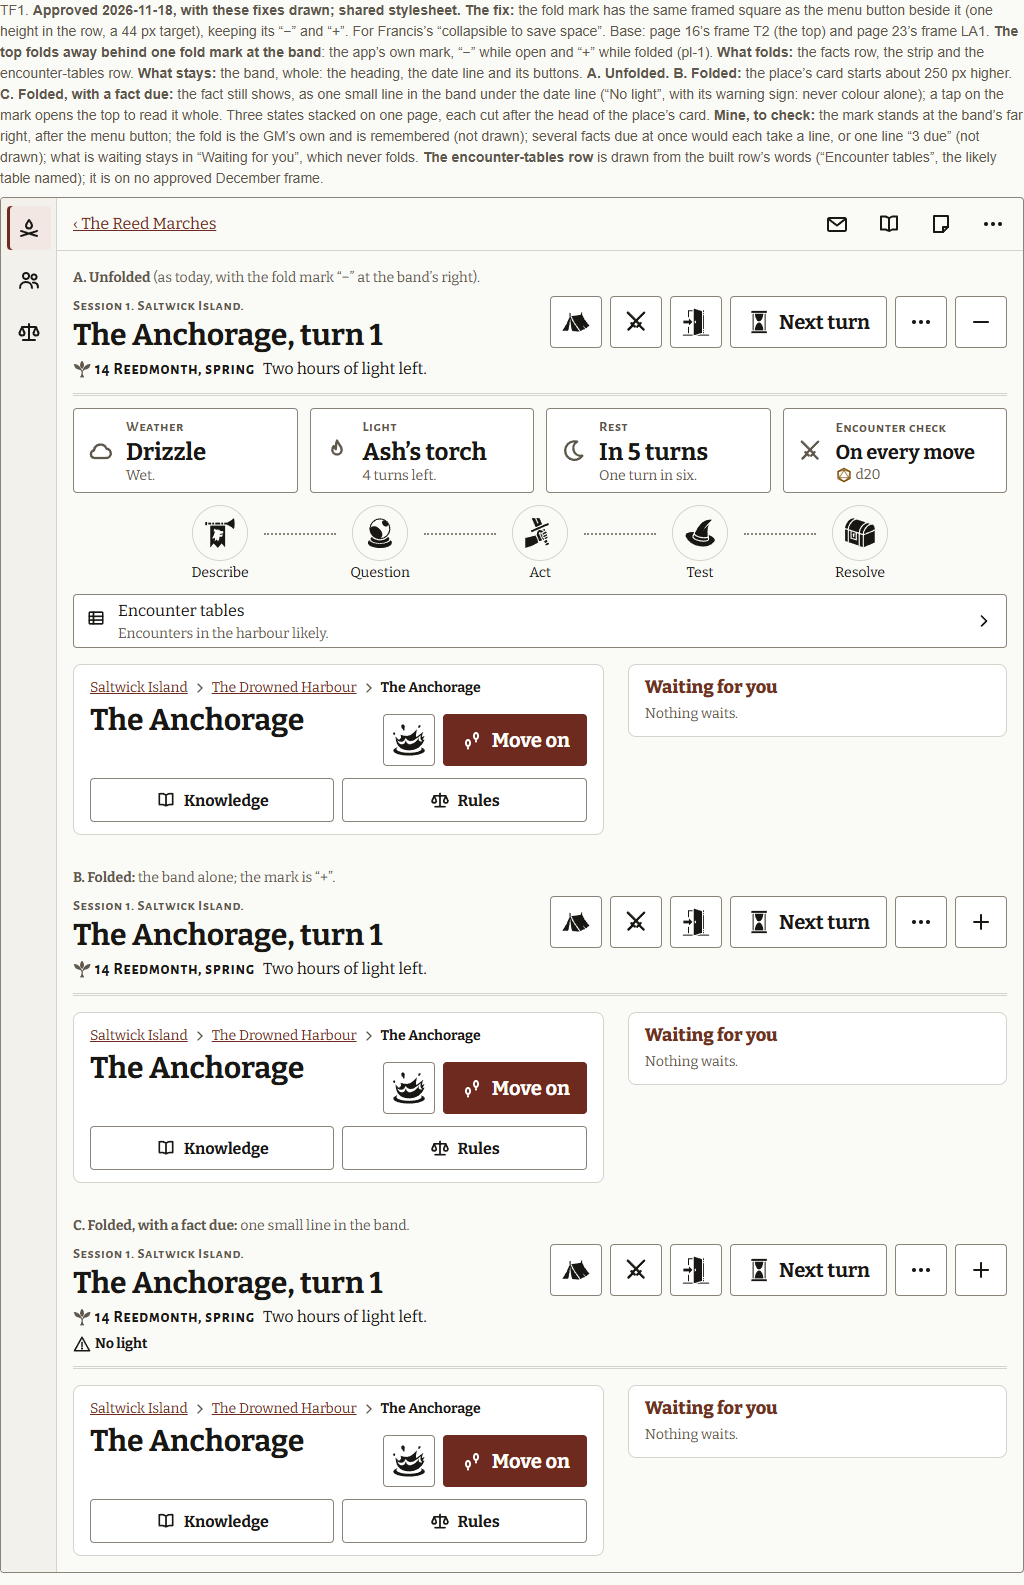 TF1. Approved 2026-11-18, with these fixes drawn; shared stylesheet. The fix: the fold mark has the same framed square as the menu button beside it (one
height in the row, a 44 px target), keeping its “−” and “+”. For Francis’s “collapsible to save space”. Base: page 16’s frame T2 (the top) and page 23’s frame LA1. The
top folds away behind one fold mark at the band: the app’s own mark, “−” while open and “+” while folded (pl-1). What folds: the facts row, the strip and the
encounter-tables row. What stays: the band, whole: the heading, the date line and its buttons. A. Unfolded. B. Folded: the place’s card starts about 250 px higher.
C. Folded, with a fact due: the fact still shows, as one small line in the band under the date line (“No light”, with its warning sign: never colour alone); a tap on the
mark opens the top to read it whole. Three states stacked on one page, each cut after the head of the place’s card. Mine, to check: the mark stands at the band’s far
right, after the menu button; the fold is the GM’s own and is remembered (not drawn); several facts due at once would each take a line, or one line “3 due” (not
drawn); what is waiting stays in “Waiting for you”, which never folds. The encounter-tables row is drawn from the built row’s words (“Encounter tables”, the likely
table named); it is on no approved December frame.
‹ The Reed Marches
A. Unfolded (as today, with the fold mark “−” at the band’s right).
Session 1. Saltwick Island.
The Anchorage, turn 1
Next turn
14 Reedmonth, spring Two hours of light left.
Weather
Drizzle
Wet.
Light
Ash’s torch
4 turns left.
Rest
In 5 turns
One turn in six.
Encounter check
On every move
d20
Describe
Question
Act
Test
Resolve
Encounter tables
Encounters in the harbour likely.
Saltwick Island > The Drowned Harbour > The Anchorage
The Anchorage
Move on
Knowledge
Rules
Waiting for you
Nothing waits.
B. Folded: the band alone; the mark is “+”.
Session 1. Saltwick Island.
The Anchorage, turn 1
Next turn
14 Reedmonth, spring Two hours of light left.
Saltwick Island > The Drowned Harbour > The Anchorage
The Anchorage
Move on
Knowledge
Rules
Waiting for you
Nothing waits.
C. Folded, with a fact due: one small line in the band.
Session 1. Saltwick Island.
The Anchorage, turn 1
Next turn
14 Reedmonth, spring Two hours of light left.
No light
Saltwick Island > The Drowned Harbour > The Anchorage
The Anchorage
Move on
Knowledge
Rules
Waiting for you
Nothing waits.